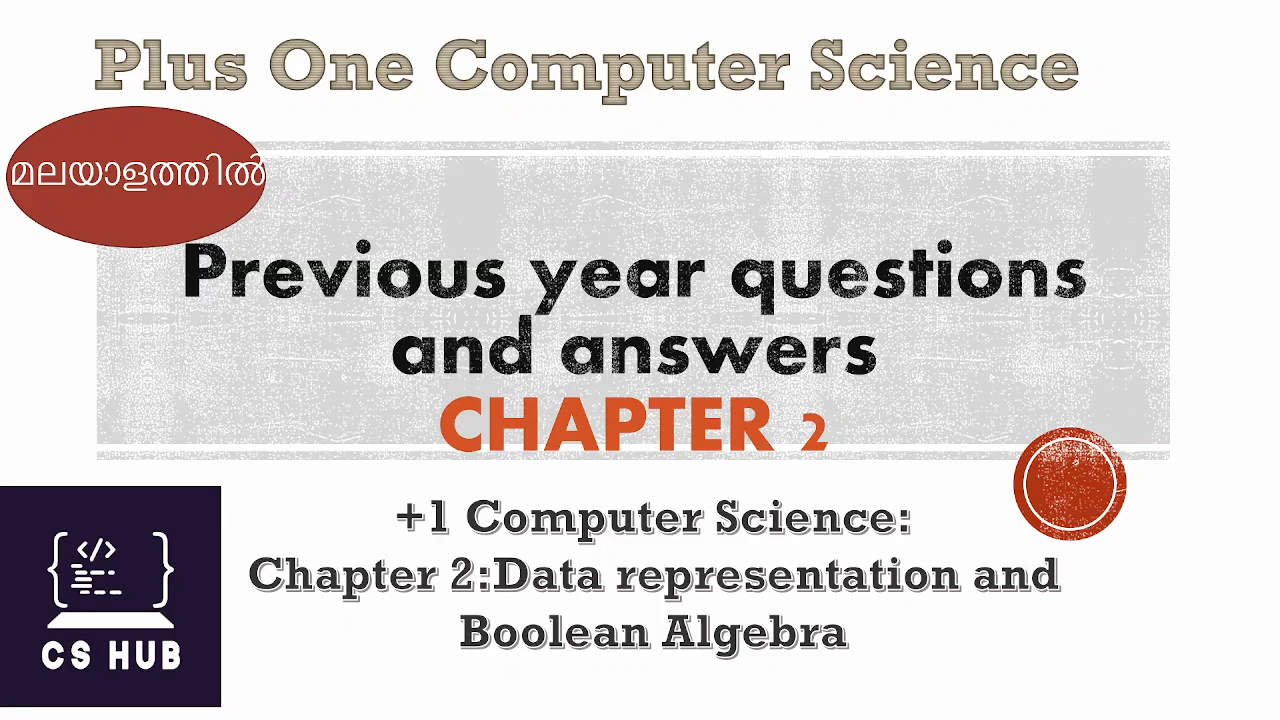 Plus One Computer Science
മലയാളത്തിൽ
Previous year questions
and answers
CHAPTER 2
+1 Computer Science:
Chapter 2:Data representation and
Boolean Algebra
{</>}
CS HUB